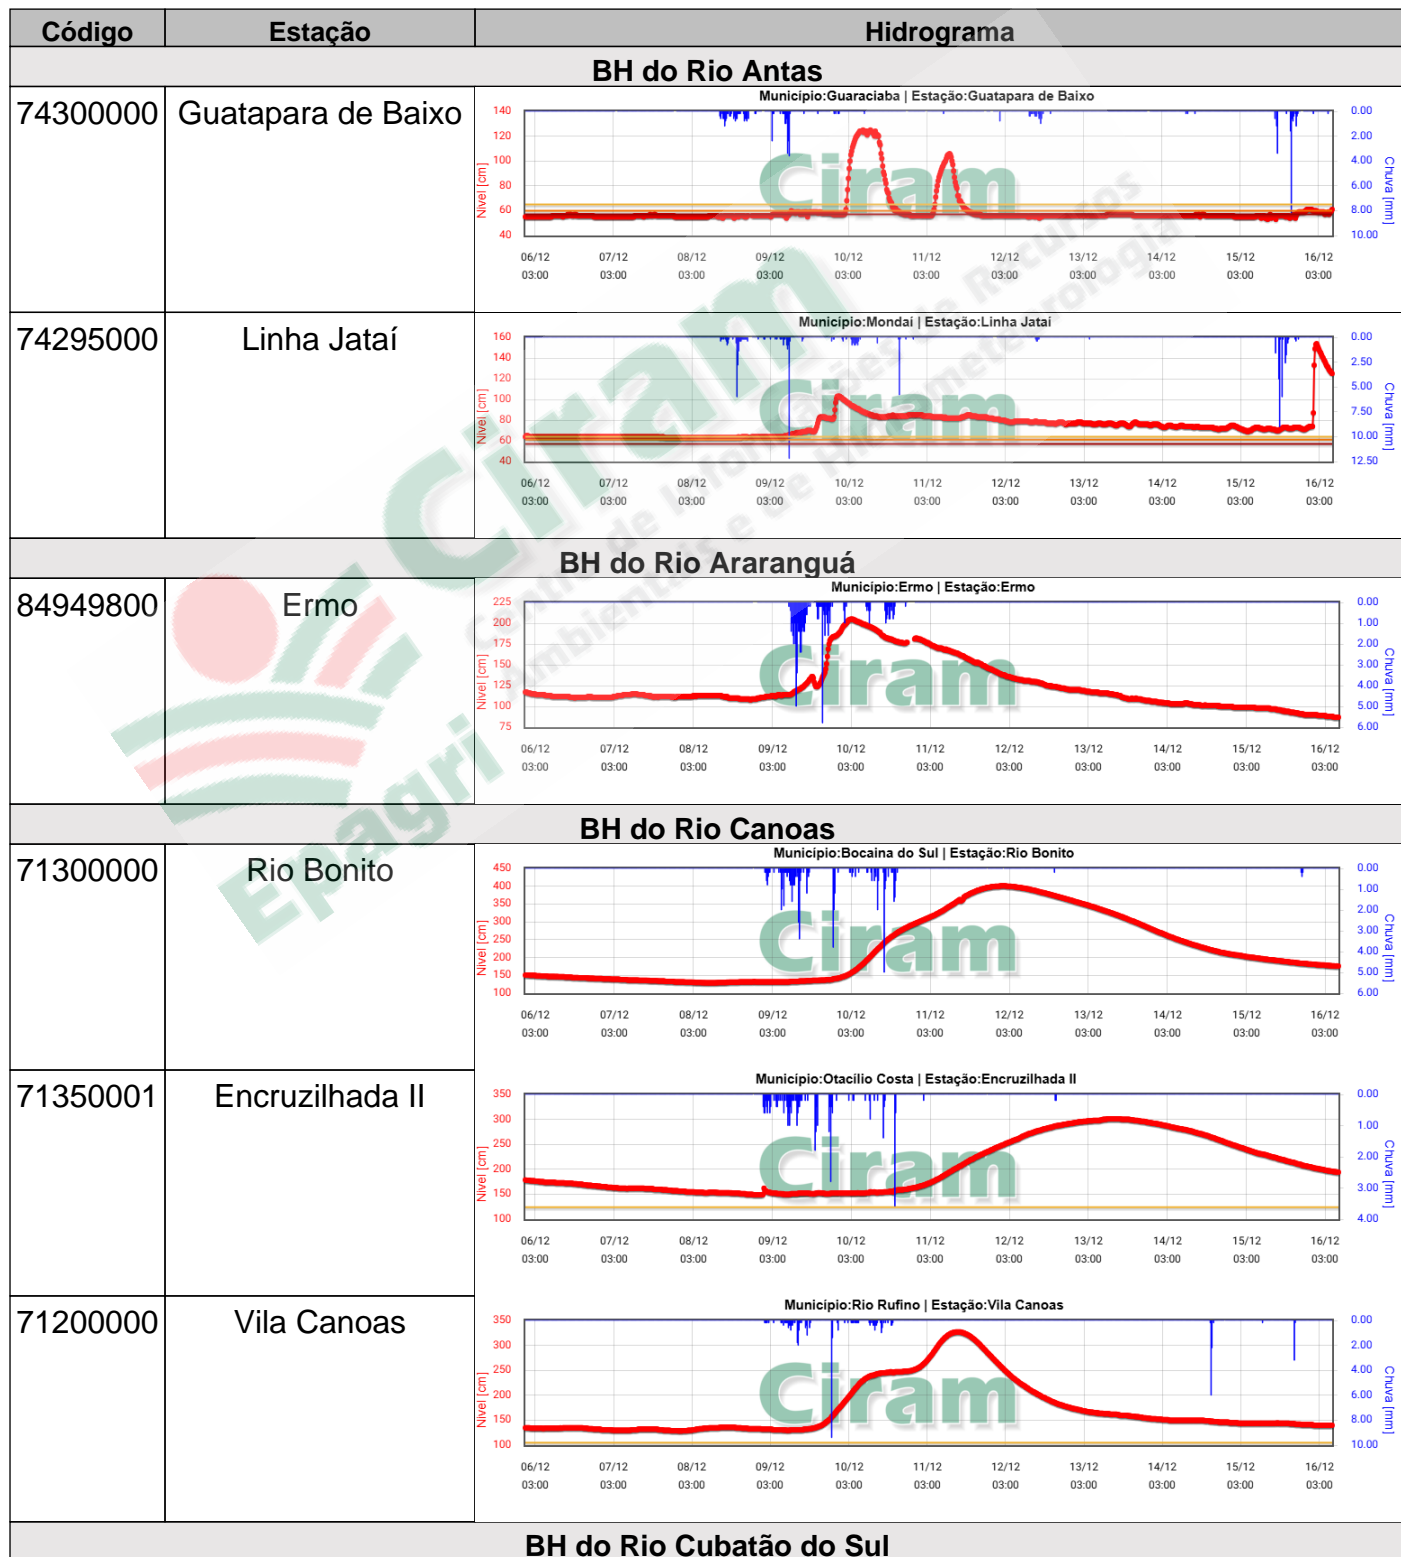 Código Estação Hidrograma
BH do Rio Antas
74300000 Guatapara de Baixo
Município:Guaraciaba | Estação:Guatapara de Baixo
140 120 100 80 60 40
Nível [cm]
0.00 2.00 4.00 6.00 8.00 10.00
Chuva [mm]
06/12 07/12 08/12 09/12 10/12 11/12 12/12 13/12 14/12 15/12 16/12
03:00 03:00 03:00 03:00 03:00 03:00 03:00 03:00 03:00 03:00 03:00
Ciram
74295000 Linha Jataí
Município:Mondaí | Estação:Linha Jataí
160 140 120 100 80 60 40
Nível [cm]
0.00 2.50 5.00 7.50 10.00 12.50
Chuva [mm]
06/12 07/12 08/12 09/12 10/12 11/12 12/12 13/12 14/12 15/12 16/12
03:00 03:00 03:00 03:00 03:00 03:00 03:00 03:00 03:00 03:00 03:00
Ciram
BH do Rio Araranguá
84949800 Ermo
Município:Ermo | Estação:Ermo
225 200 175 150 125 100 75
Nível [cm]
0.00 1.00 2.00 3.00 4.00 5.00 6.00
Chuva [mm]
06/12 07/12 08/12 09/12 10/12 11/12 12/12 13/12 14/12 15/12 16/12
03:00 03:00 03:00 03:00 03:00 03:00 03:00 03:00 03:00 03:00 03:00
Ciram
BH do Rio Canoas
71300000 Rio Bonito
Município:Bocaina do Sul | Estação:Rio Bonito
450 400 350 300 250 200 150 100
Nível [cm]
0.00 1.00 2.00 3.00 4.00 5.00 6.00
Chuva [mm]
06/12 07/12 08/12 09/12 10/12 11/12 12/12 13/12 14/12 15/12 16/12
03:00 03:00 03:00 03:00 03:00 03:00 03:00 03:00 03:00 03:00 03:00
Ciram
71350001 Encruzilhada II
Município:Otacílio Costa | Estação:Encruzilhada II
350 300 250 200 150 100
Nível [cm]
0.00 1.00 2.00 3.00 4.00
Chuva [mm]
06/12 07/12 08/12 09/12 10/12 11/12 12/12 13/12 14/12 15/12 16/12
03:00 03:00 03:00 03:00 03:00 03:00 03:00 03:00 03:00 03:00 03:00
Ciram
71200000 Vila Canoas
Município:Rio Rufino | Estação:Vila Canoas
350 300 250 200 150 100
Nível [cm]
0.00 2.00 4.00 6.00 8.00 10.00
Chuva [mm]
06/12 07/12 08/12 09/12 10/12 11/12 12/12 13/12 14/12 15/12 16/12
03:00 03:00 03:00 03:00 03:00 03:00 03:00 03:00 03:00 03:00 03:00
Ciram
BH do Rio Cubatão do Sul
Epagri
Ciram
Centro de Informações de Recursos
Ambientais e de Hidrometeorologia